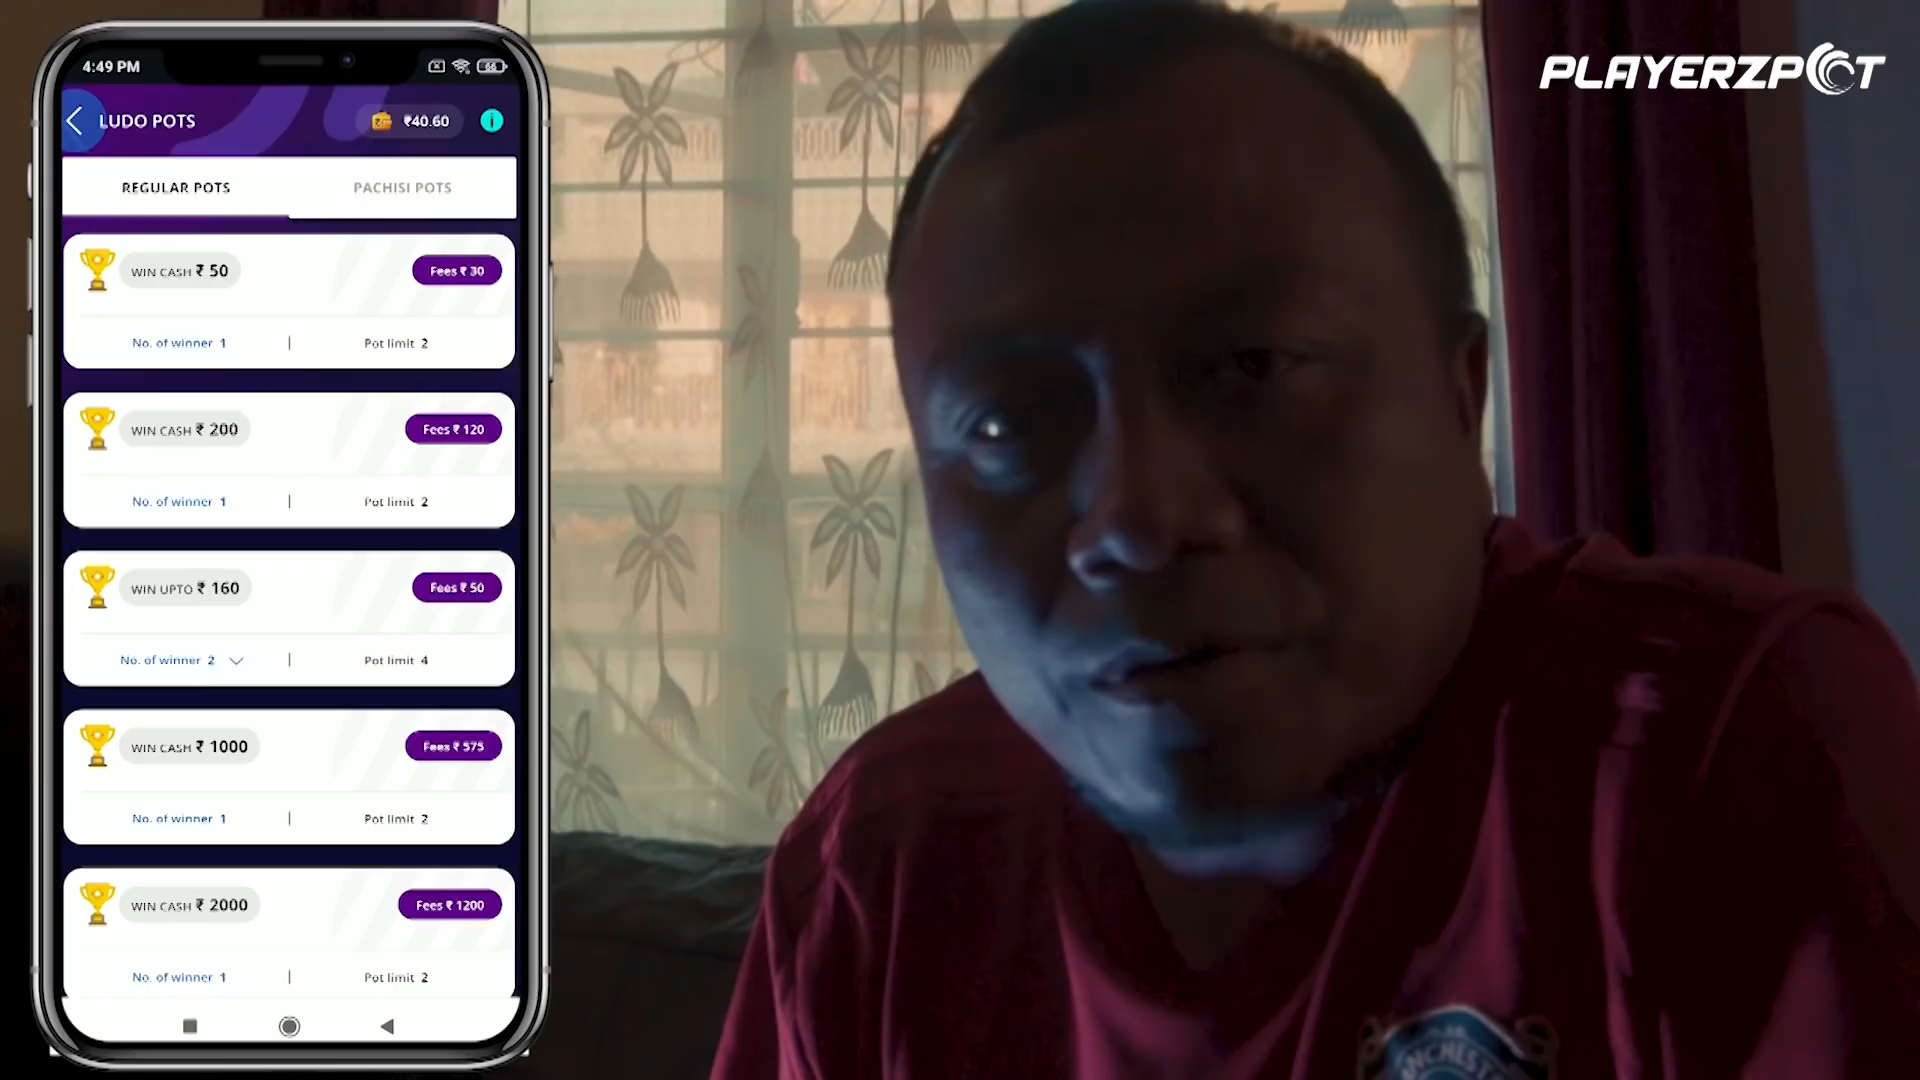 4:49 PM
66
LUDO POTS
₹40.60
i
REGULAR POTS
PACHISI POTS
WIN CASH ₹ 50
Fees ₹ 30
No. of winner 1 | Pot limit 2
WIN CASH ₹ 200
Fees ₹ 120
No. of winner 1 | Pot limit 2
WIN UPTO ₹ 160
Fees ₹ 50
No. of winner 2 | Pot limit 4
WIN CASH ₹ 1000
Fees ₹ 575
No. of winner 1 | Pot limit 2
WIN CASH ₹ 2000
Fees ₹ 1200
No. of winner 1 | Pot limit 2
PLAYERZPOT